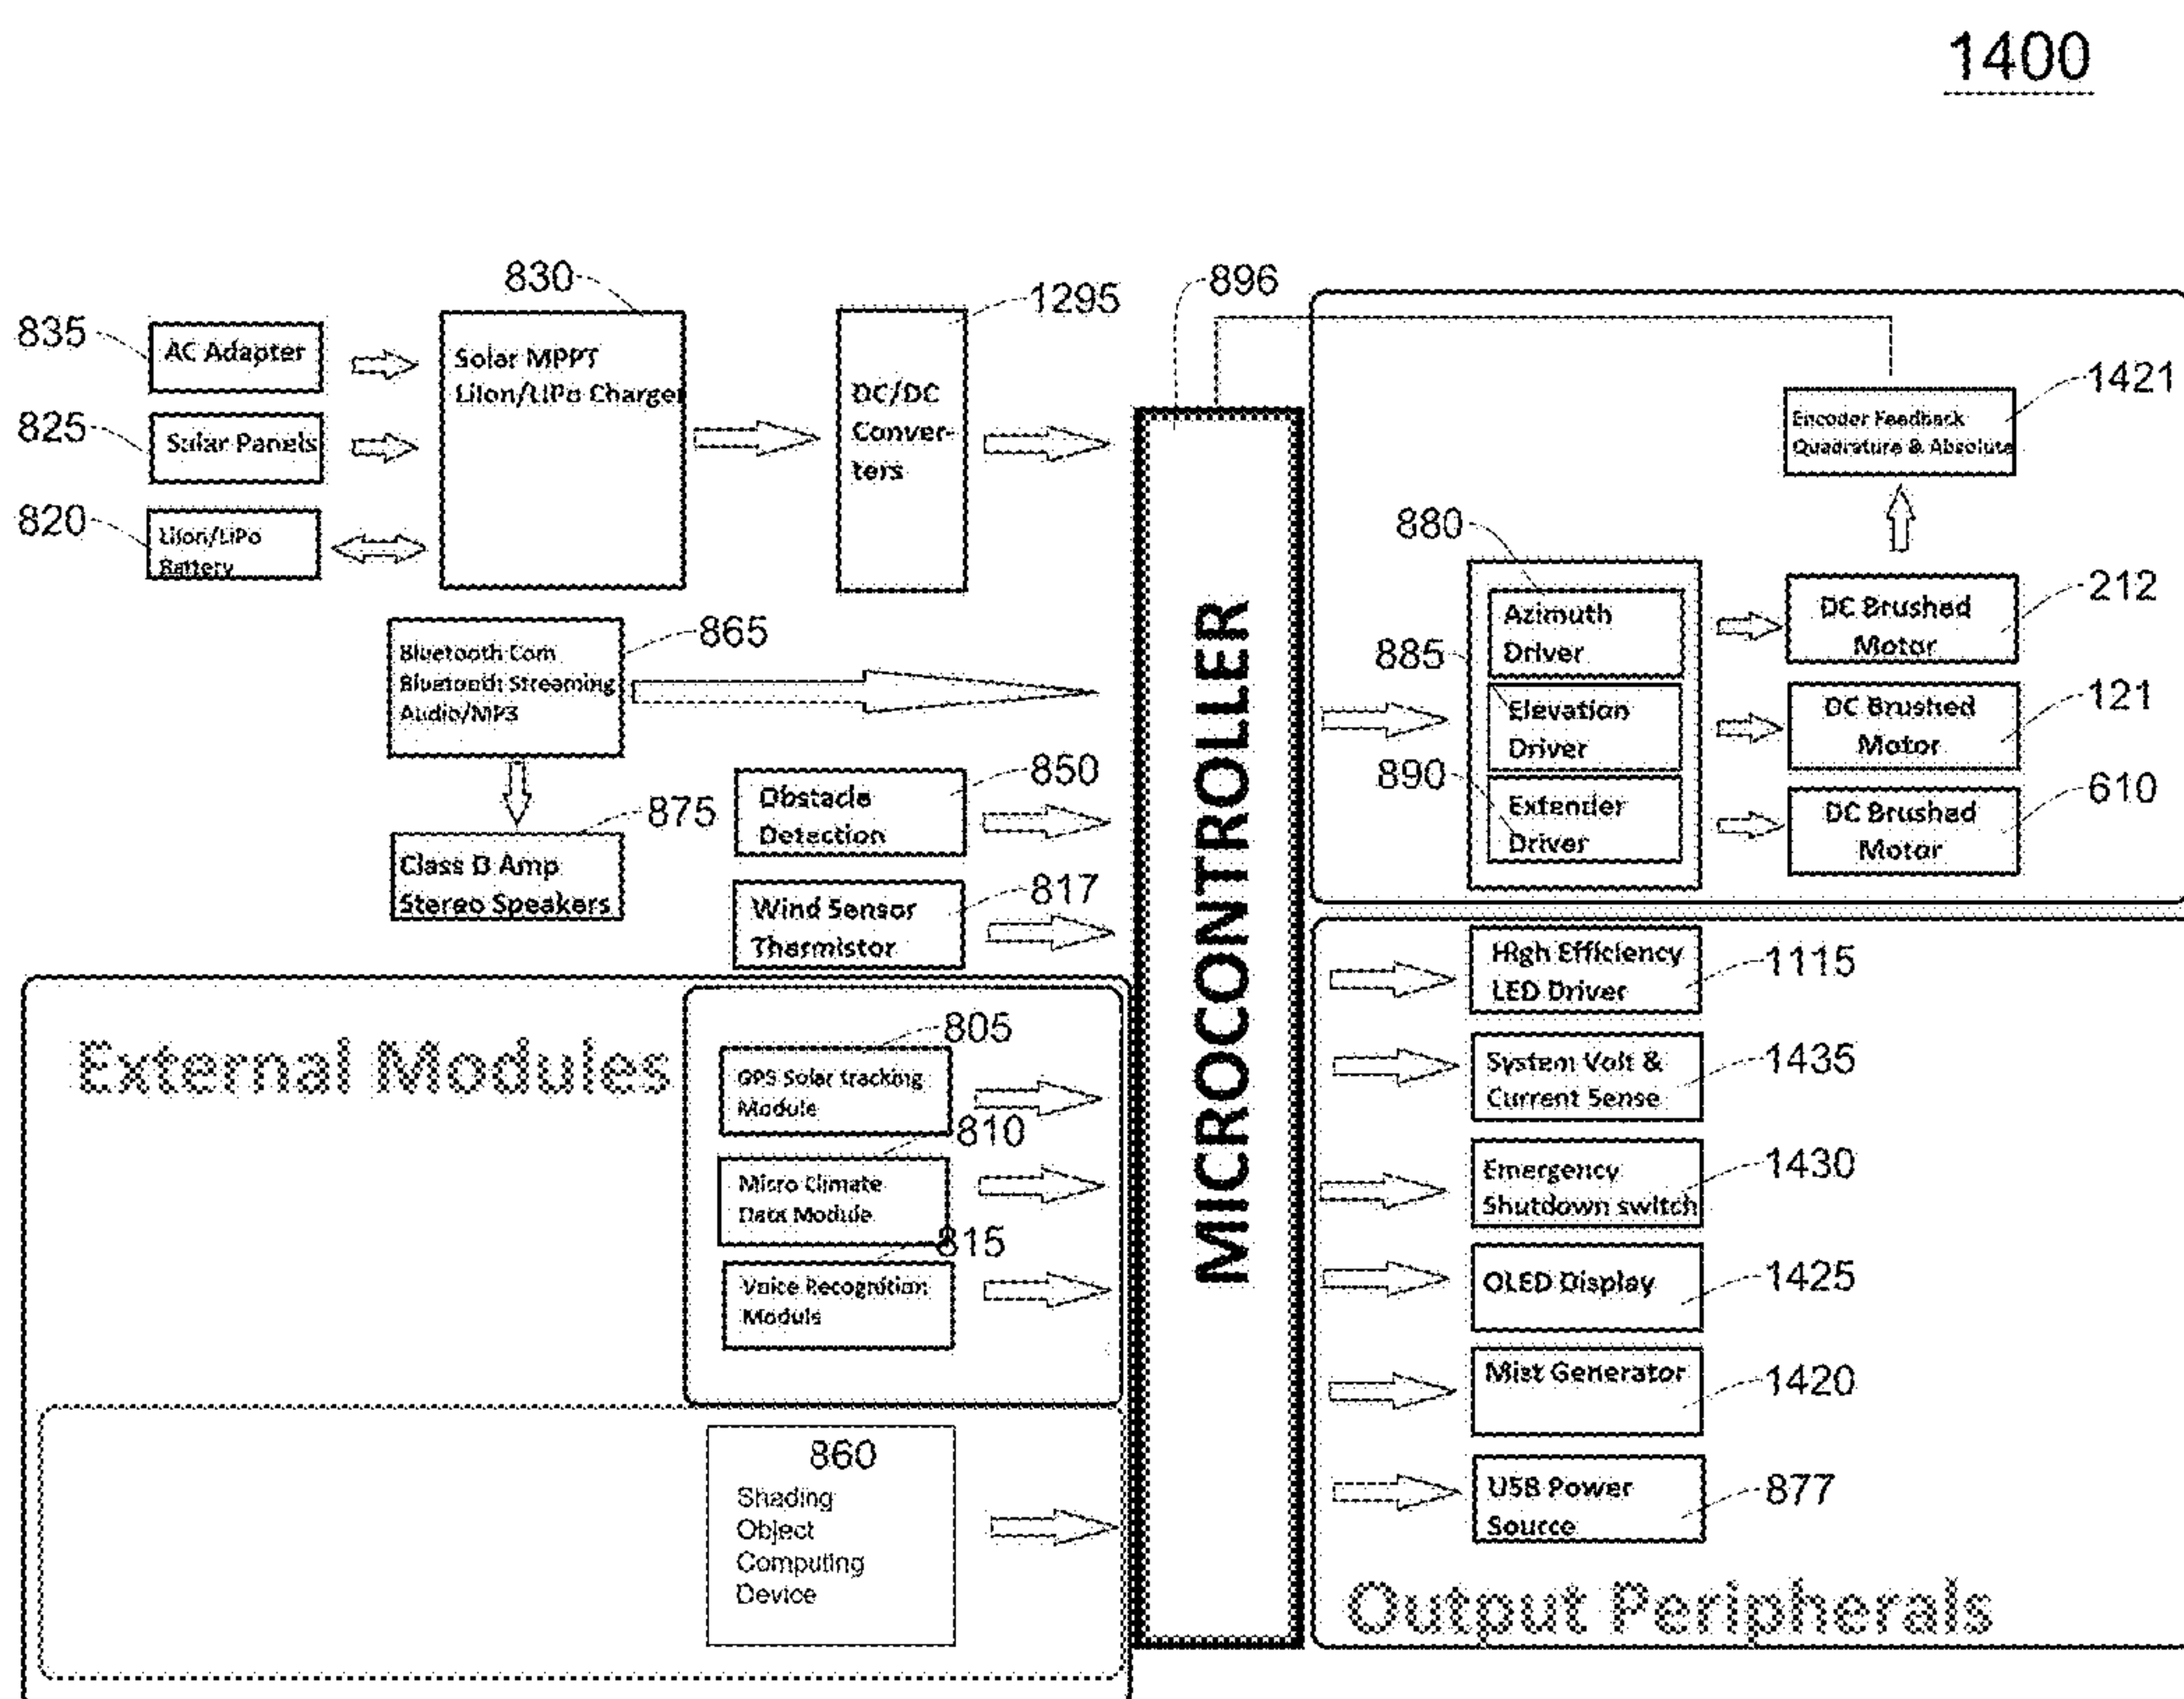 1400
830
1295
896
835
AC Adapter
Solar MPPT
LiIon/LiPo Charger
DC/DC
Conver-
ters
825
Solar Panels
820
LiIon/LiPo
Battery
1421
Encoder Feedback
Quadrature & Absolute
865
Bluetooth Com
Bluetooth Streaming
Audio/MP3
875
Class D Amp
Stereo Speakers
850
Obstacle
Detection
817
Wind Sensor
Thermistor
MICROCONTROLLER
880
Azimuth
Driver
885
Elevation
Driver
890
Extender
Driver
DC Brushed
Motor
212
DC Brushed
Motor
121
DC Brushed
Motor
610
External Modules
805
GPS Solar tracking
Module
810
Micro Climate
Data Module
815
Voice Recognition
Module
860
Shading
Object
Computing
Device
High Efficiency
LED Driver
1115
System Volt &
Current Sense
1435
Emergency
Shutdown switch
1430
OLED Display
1425
Mist Generator
1420
USB Power
Source
877
Output Peripherals